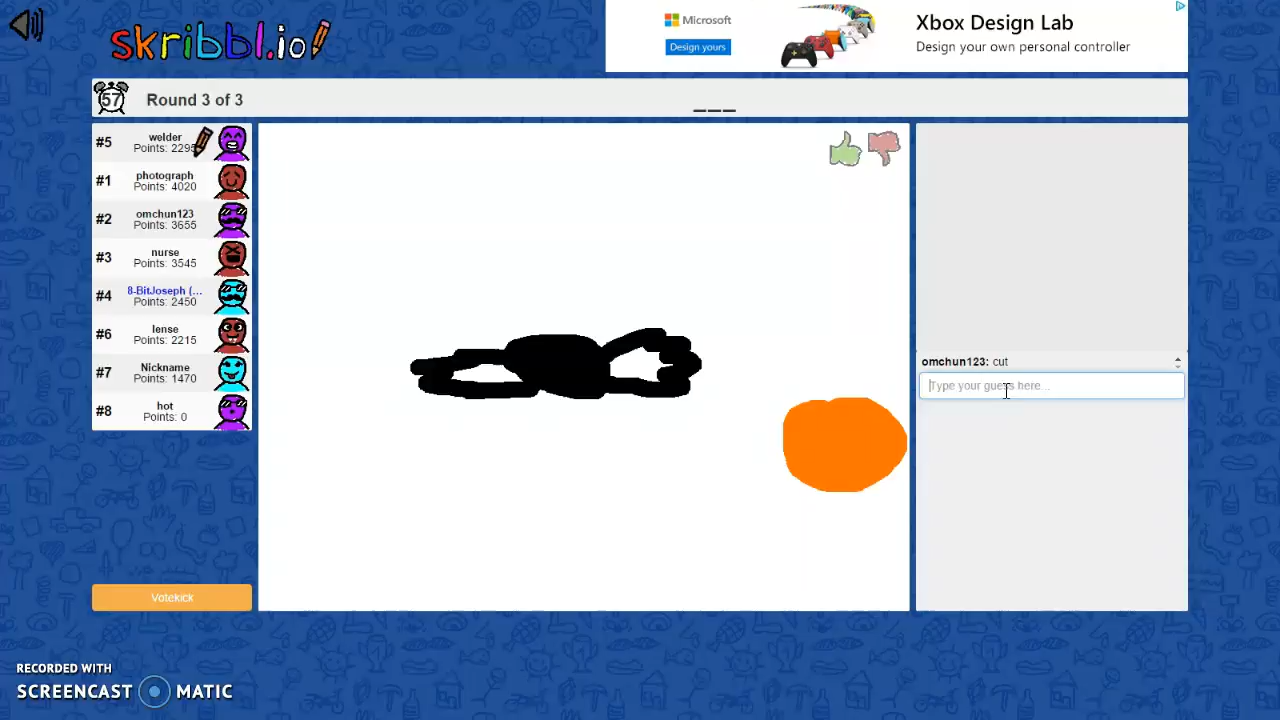 skribbl.io
Microsoft
Design yours
Xbox Design Lab
Design your own personal controller
57
Round 3 of 3
___
#5
welder
Points: 2295
#1
photograph
Points: 4020
#2
omchun123
Points: 3655
#3
nurse
Points: 3545
#4
8-BitJoseph (...
Points: 2450
#6
lense
Points: 2215
#7
Nickname
Points: 1470
#8
hot
Points: 0
omchun123: cut
Type your guess here...
Votekick
RECORDED WITH
SCREENCAST MATIC